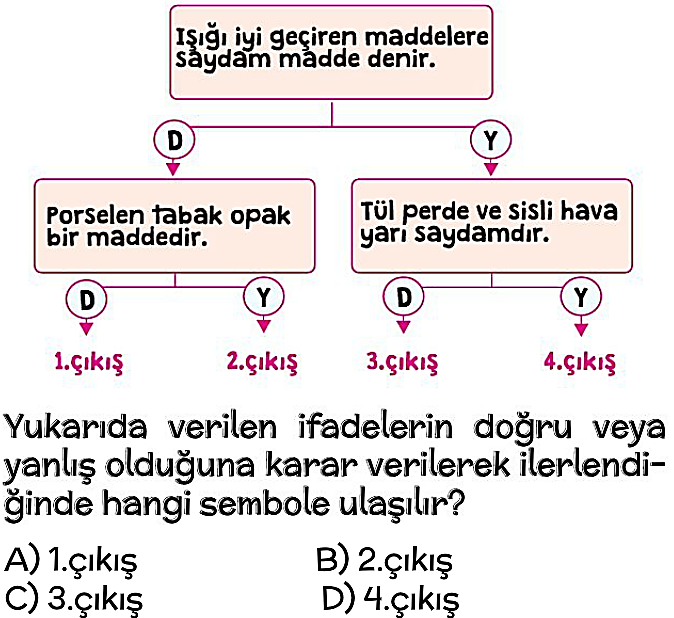 Işığı iyi geçiren maddelere
saydam madde denir.
D
Y
Porselen tabak opak
bir maddedir.
Tül perde ve sisli hava
yarı saydamdır.
D
Y
D
Y
1.çıkış
2.çıkış
3.çıkış
4.çıkış
Yukarıda verilen ifadelerin doğru veya
yanlış olduğuna karar verilerek ilerlendi-
ğinde hangi sembole ulaşılır?
A) 1.çıkış
B) 2.çıkış
C) 3.çıkış
D) 4.çıkış